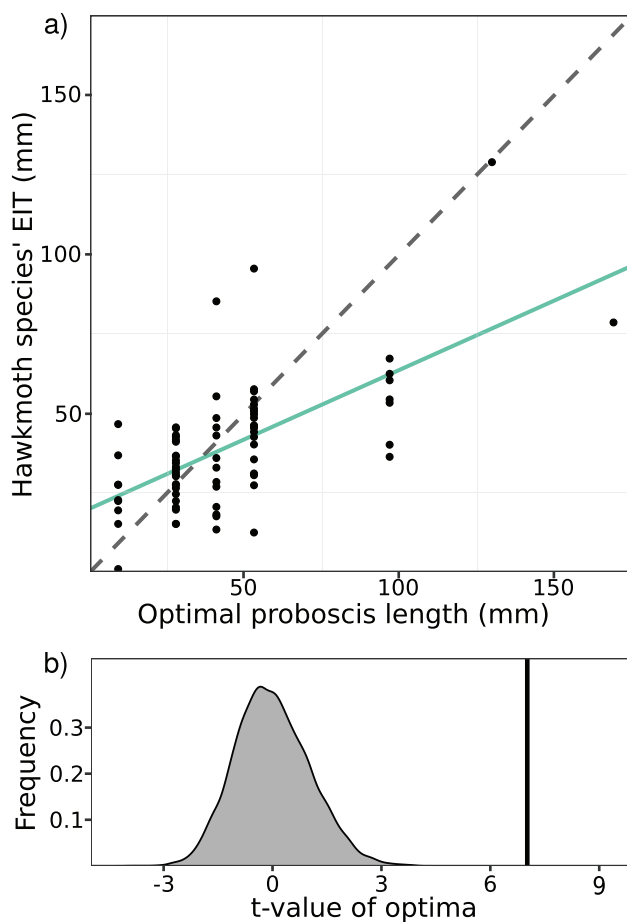 a)
Hawkmoth species' EIT (mm)
150
100
50
50 100 150
Optimal proboscis length (mm)
b)
Frequency
0.3
0.2
0.1
-3 0 3 6 9
t-value of optima